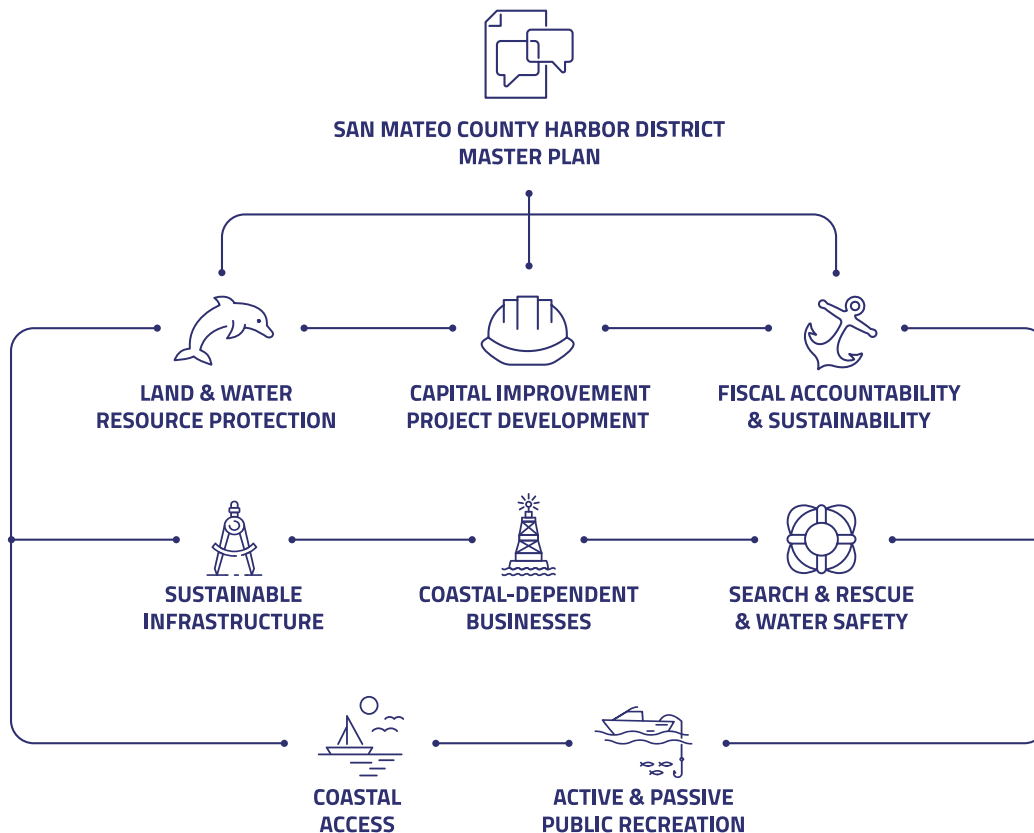 SAN MATEO COUNTY HARBOR DISTRICT
MASTER PLAN
LAND & WATER
RESOURCE PROTECTION
CAPITAL IMPROVEMENT
PROJECT DEVELOPMENT
FISCAL ACCOUNTABILITY
& SUSTAINABILITY
SUSTAINABLE
INFRASTRUCTURE
COASTAL-DEPENDENT
BUSINESSES
SEARCH & RESCUE
& WATER SAFETY
COASTAL
ACCESS
ACTIVE & PASSIVE
PUBLIC RECREATION